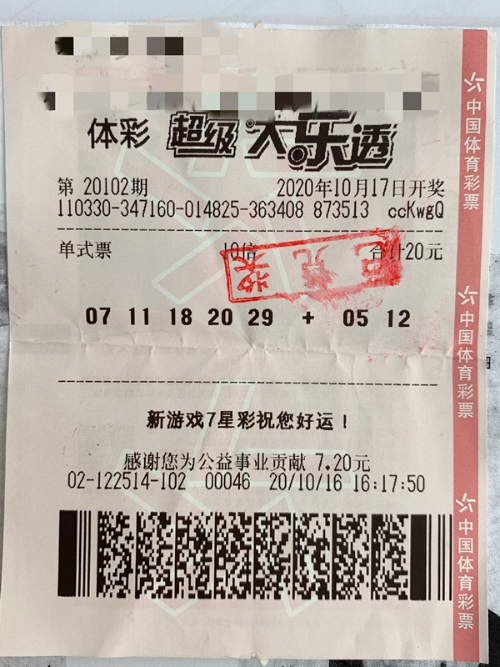 体彩 超级大乐透
第 20102期 2020年10月17日开奖
110330-347160-014825-363408 873513 ccKwgQ
单式票 10倍 合计20元
已兑奖
07 11 18 20 29 + 05 12
新游戏7星彩祝您好运！
感谢您为公益事业贡献 7.20元
02-122514-102 00046 20/10/16 16:17:50
中国体育彩票
中国体育彩票
中国体育彩票